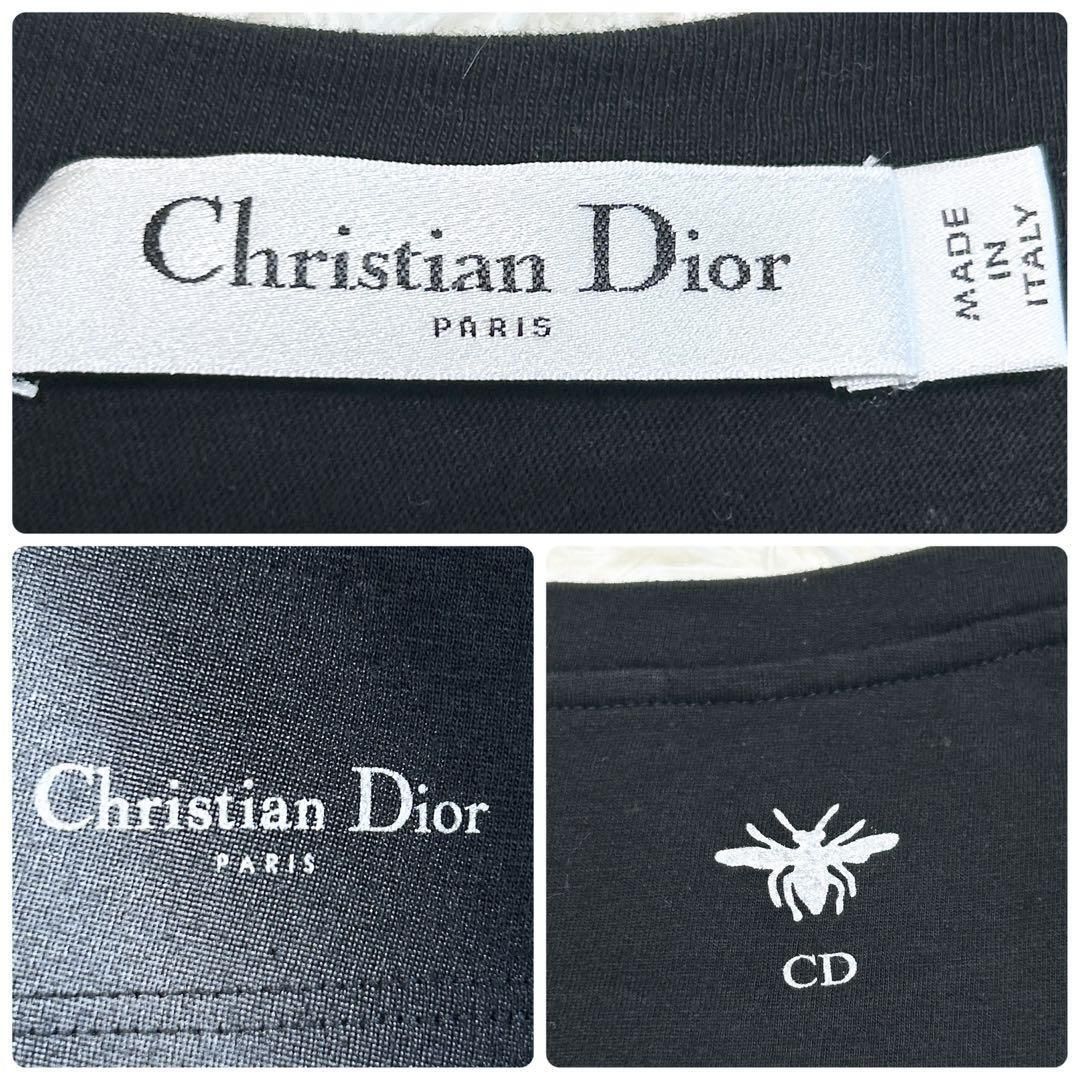 Christian Dior
PARIS
MADE
IN
ITALY
Christian Dior
PARIS
CD